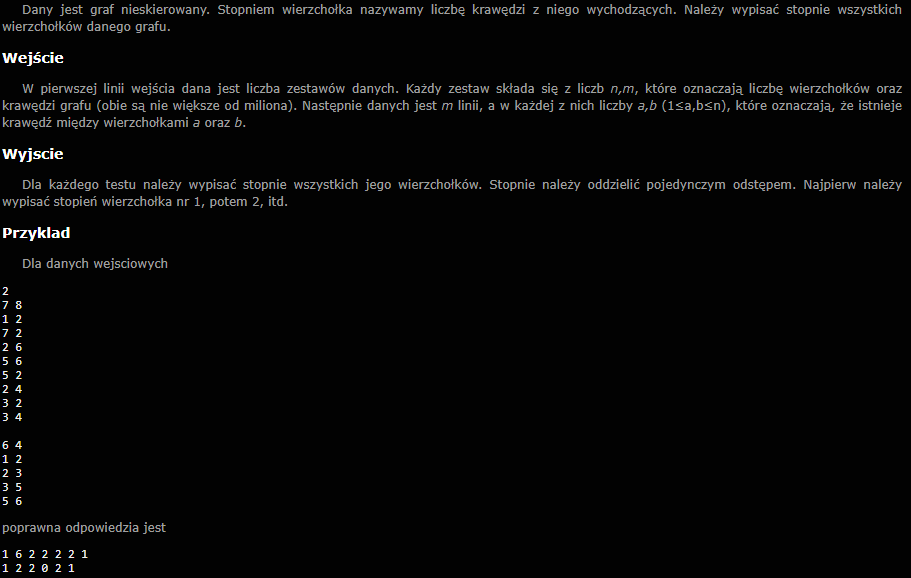 Dany jest graf nieskierowany. Stopniem wierzchołka nazywamy liczbę krawędzi z niego wychodzących. Należy wypisać stopnie wszystkich
wierzchołków danego grafu.
Wejście
W pierwszej linii wejścia dana jest liczba zestawów danych. Każdy zestaw składa się z liczb n,m, które oznaczają liczbę wierzchołków oraz
krawędzi grafu (obie są nie większe od miliona). Następnie danych jest m linii, a w każdej z nich liczby a,b (1≤a,b≤n), które oznaczają, że istnieje
krawędź między wierzchołkami a oraz b.
Wyjscie
Dla każdego testu należy wypisać stopnie wszystkich jego wierzchołków. Stopnie należy oddzielić pojedynczym odstępem. Najpierw należy
wypisać stopień wierzchołka nr 1, potem 2, itd.
Przyklad
Dla danych wejsciowych
2
7 8
1 2
7 2
2 6
5 6
5 2
2 4
3 2
3 4
6 4
1 2
2 3
3 5
5 6
poprawna odpowiedzia jest
1 6 2 2 2 2 1
1 2 2 0 2 1